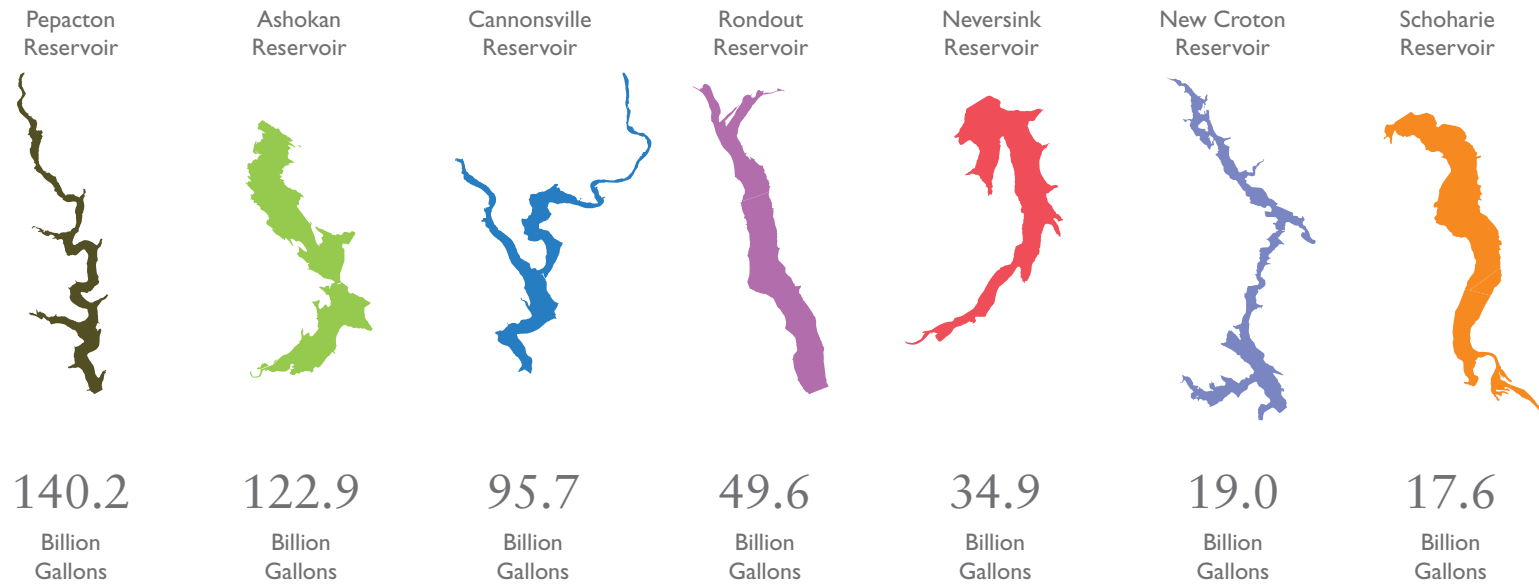 Pepacton
Reservoir
Ashokan
Reservoir
Cannonsville
Reservoir
Rondout
Reservoir
Neversink
Reservoir
New Croton
Reservoir
Schoharie
Reservoir
140.2
Billion
Gallons
122.9
Billion
Gallons
95.7
Billion
Gallons
49.6
Billion
Gallons
34.9
Billion
Gallons
19.0
Billion
Gallons
17.6
Billion
Gallons